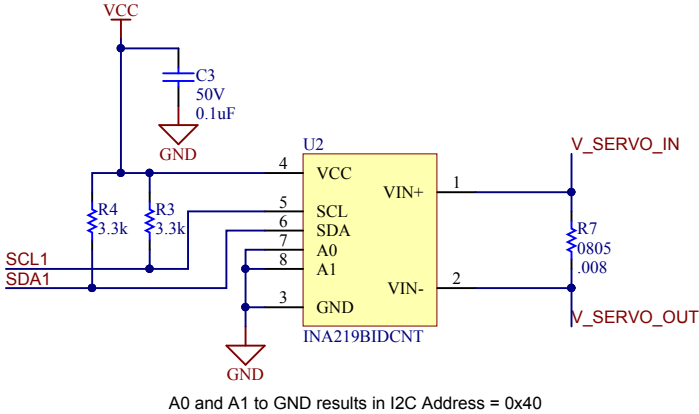 VCC
C3
50V
0.1uF
GND
U2
V_SERVO_IN
4 VCC
VIN+ 1
R4
3.3k
R3
3.3k
5 SCL
6 SDA
7 A0
8 A1
R7
0805
.008
SCL1
SDA1
VIN- 2
3 GND
V_SERVO_OUT
INA219BIDCNT
GND
A0 and A1 to GND results in I2C Address = 0x40